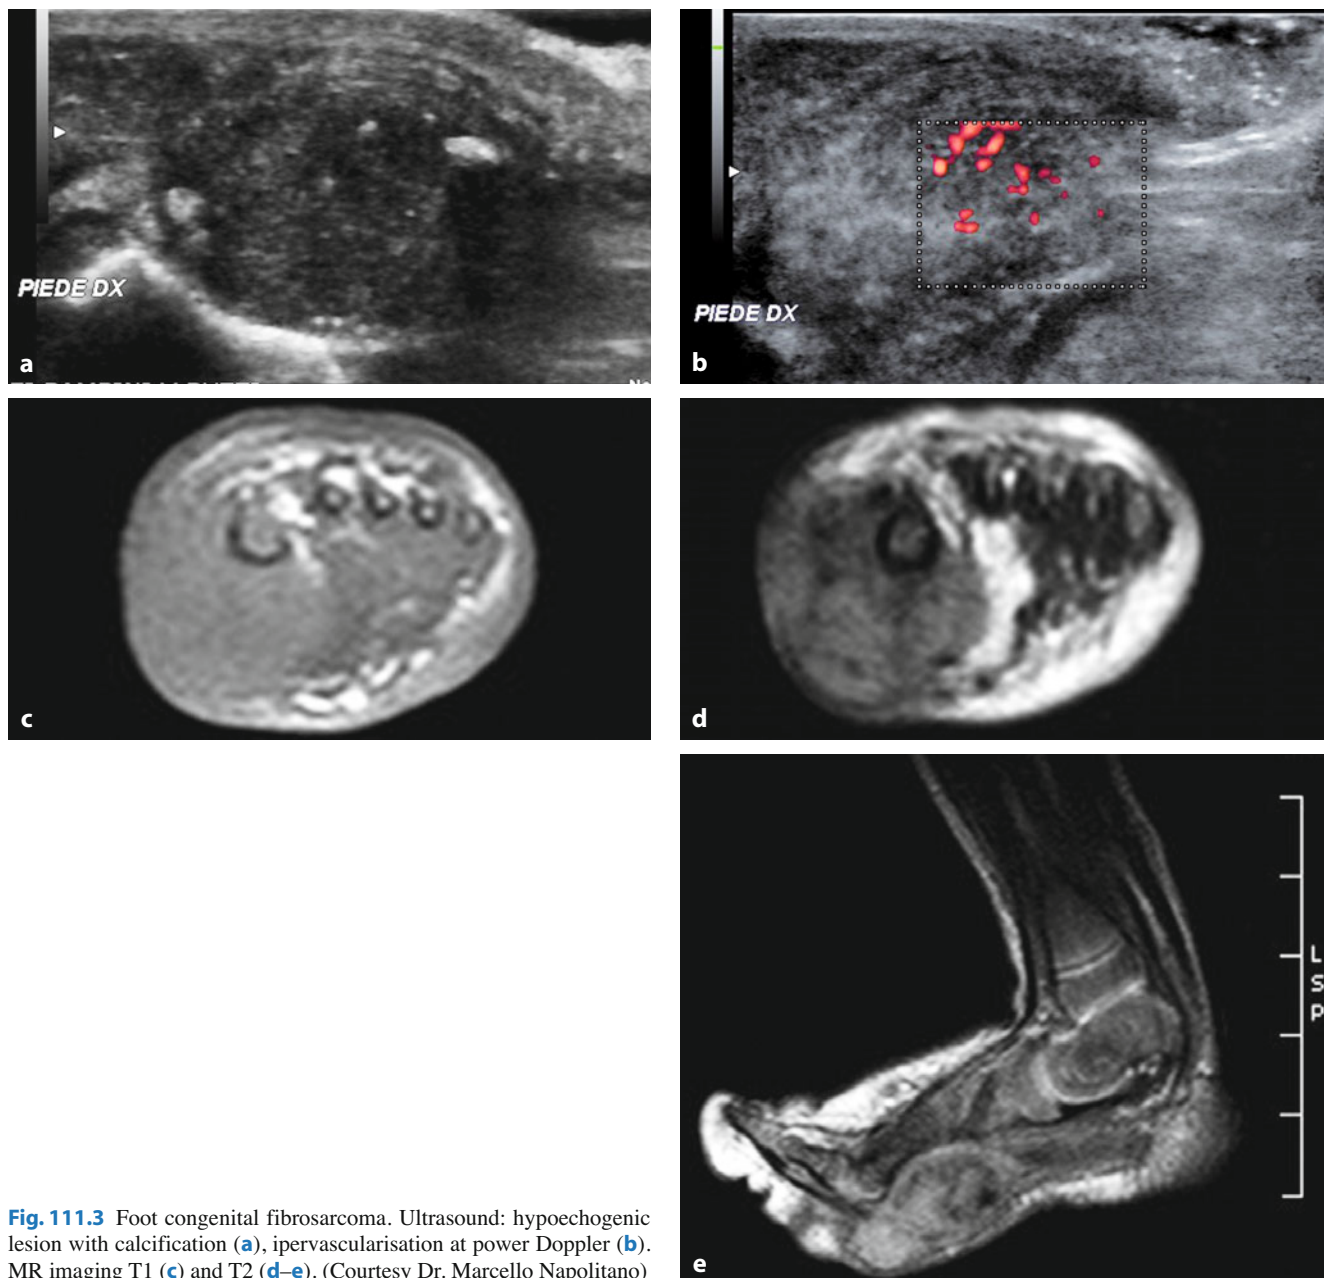 PIEDE DX
a
PIEDE DX
b
c
d
L
S
P
e
Fig. 111.3 Foot congenital fibrosarcoma. Ultrasound: hypoechogenic
lesion with calcification (a), ipervascularisation at power Doppler (b).
MR imaging T1 (c) and T2 (d–e). (Courtesy Dr. Marcello Napolitano)